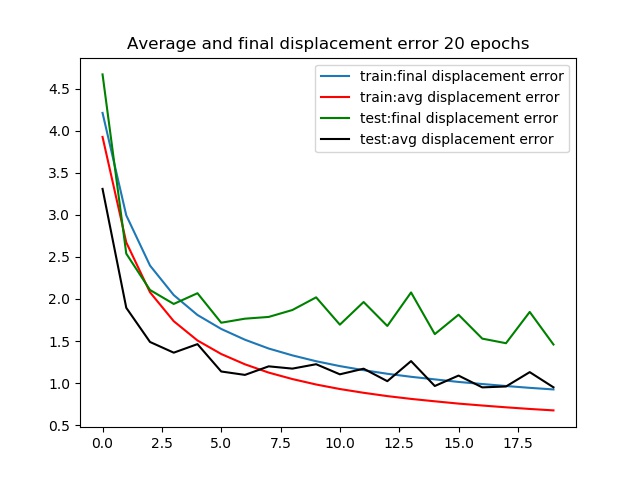 Average and final displacement error 20 epochs
train:final displacement error
train:avg displacement error
test:final displacement error
test:avg displacement error
4.5
4.0
3.5
3.0
2.5
2.0
1.5
1.0
0.5
0.0 2.5 5.0 7.5 10.0 12.5 15.0 17.5